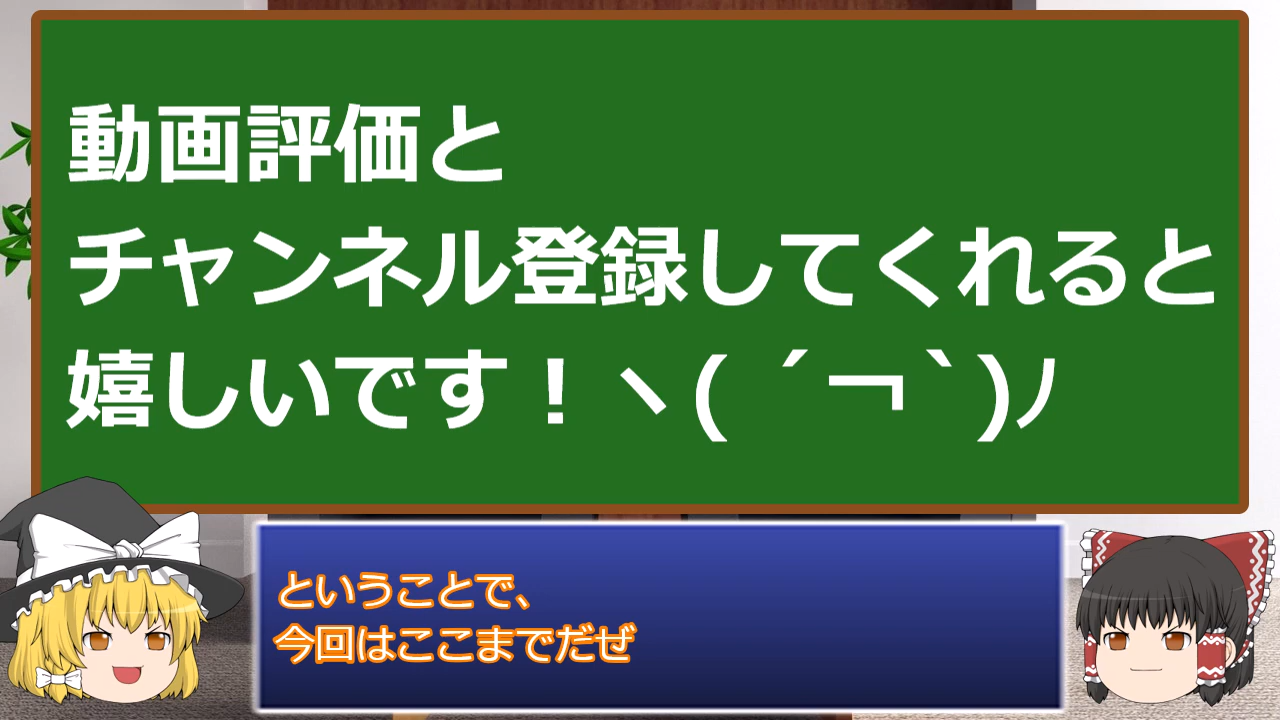 動画評価と
チャンネル登録してくれると
嬉しいです！ヽ( ´￢`)ﾉ
ということで、
今回はここまでだぜ